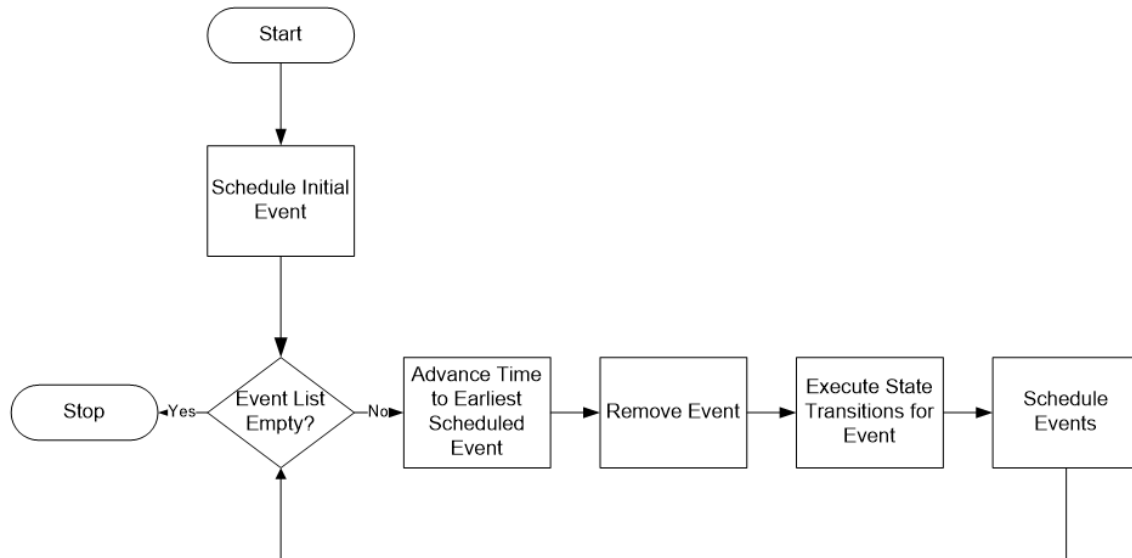 Start
Schedule Initial
Event
Stop
Yes
Event List
Empty?
No
Advance Time
to Earliest
Scheduled
Event
Remove Event
Execute State
Transitions for
Event
Schedule
Events